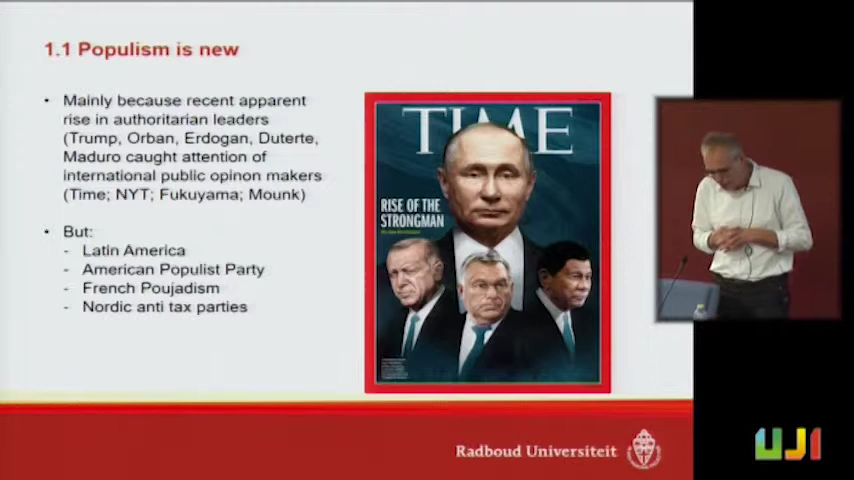 1.1 Populism is new
• Mainly because recent apparent
rise in authoritarian leaders
(Trump, Orban, Erdogan, Duterte,
Maduro caught attention of
international public opinon makers
(Time; NYT; Fukuyama; Mounk)
• But:
- Latin America
- American Populist Party
- French Poujadism
- Nordic anti tax parties
TIME
RISE OF THE
STRONGMAN
Radboud Universiteit
UJI